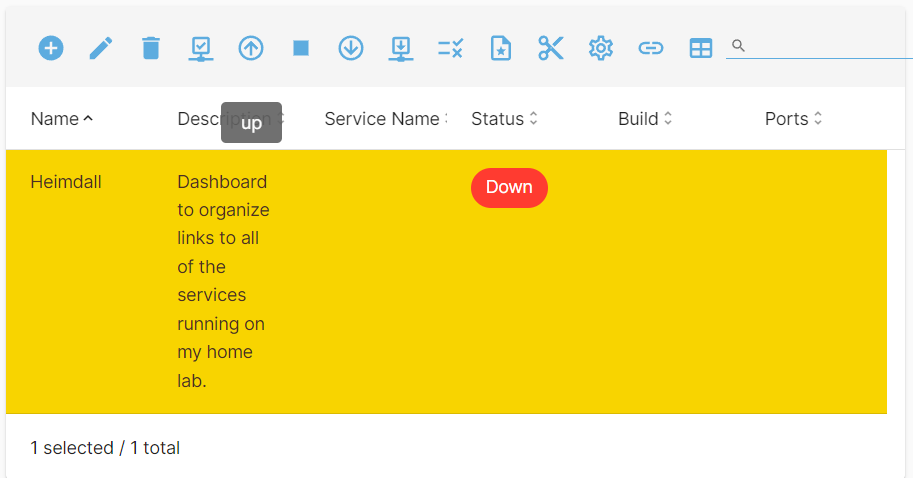 Name Description Service Name Status Build Ports
up
Heimdall
Dashboard
to organize
links to all
of the
services
running on
my home
lab.
Down
1 selected / 1 total